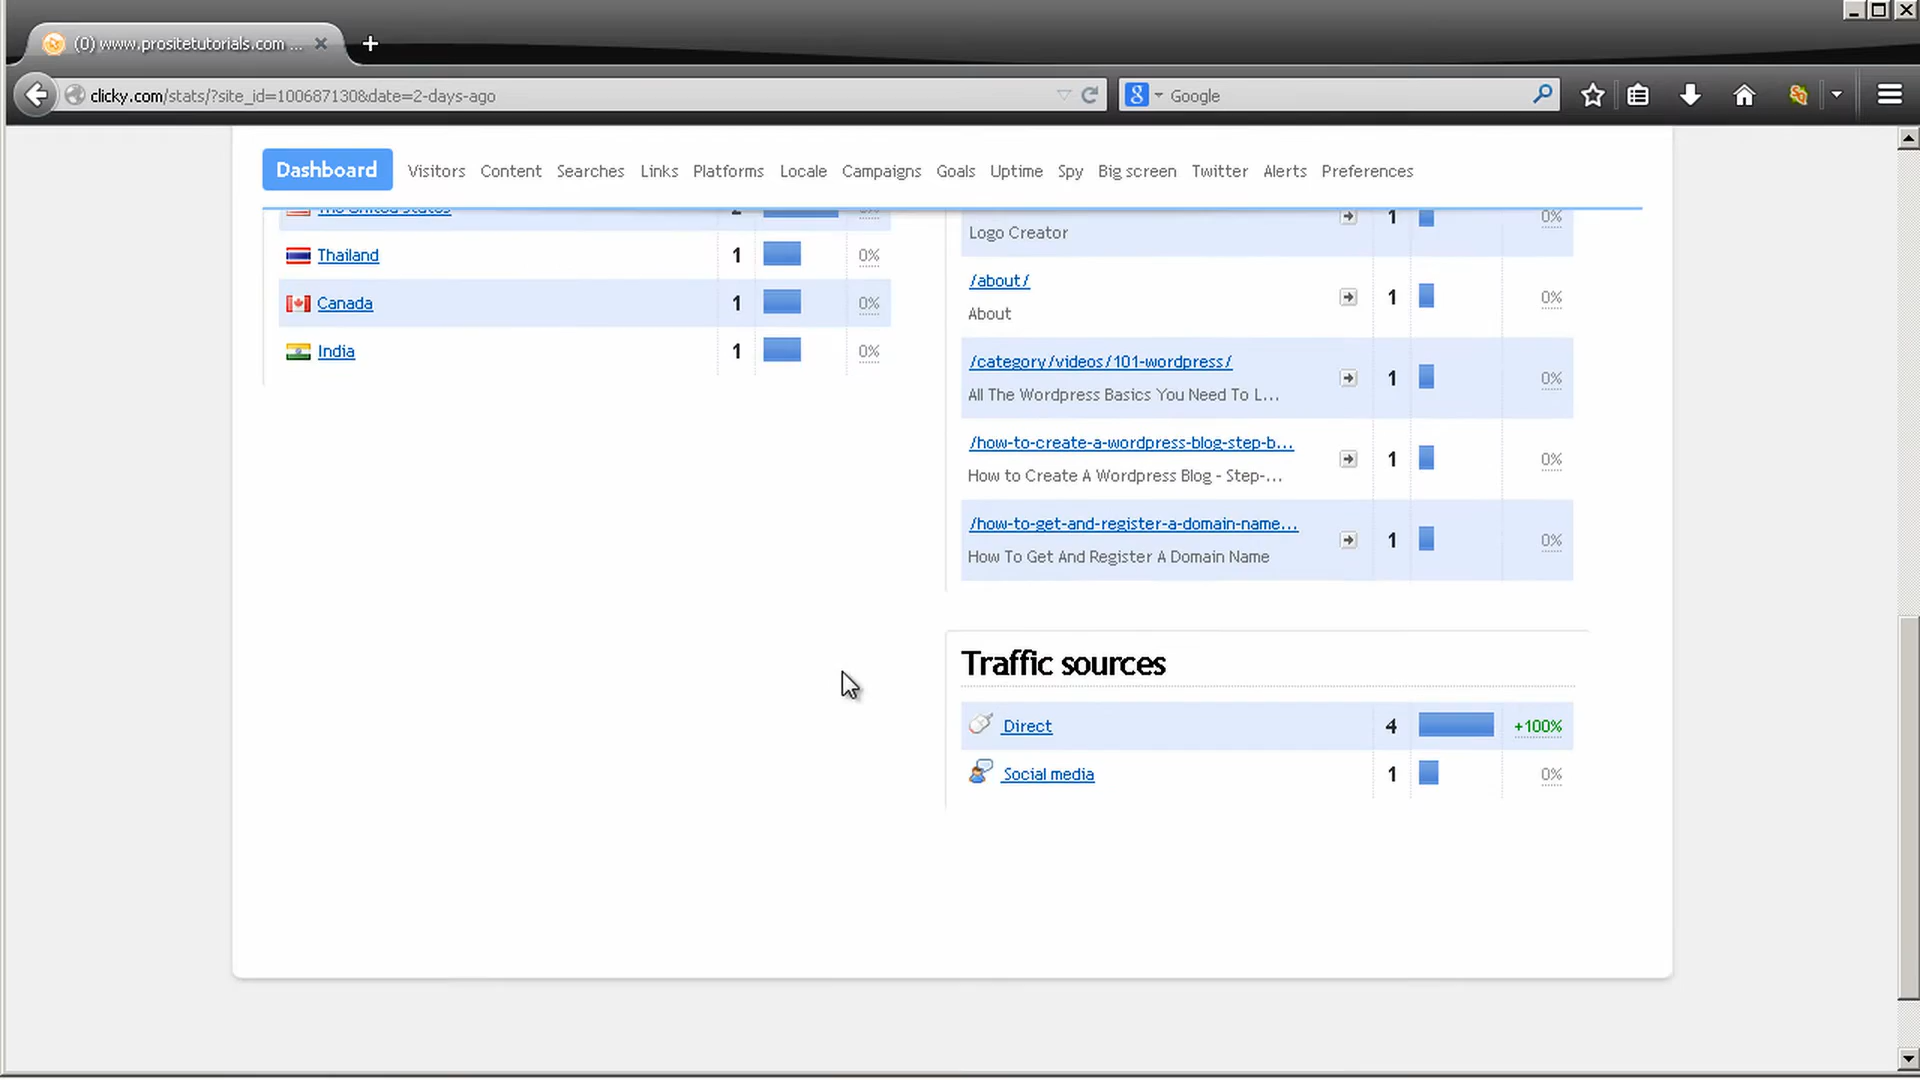 (0) www.prositetutorials.com ...
clicky.com/stats/?site_id=100687130&date=2-days-ago
Google
Dashboard Visitors Content Searches Links Platforms Locale Campaigns Goals Uptime Spy Big screen Twitter Alerts Preferences
The United States 2 0%
Thailand 1 0%
Canada 1 0%
India 1 0%
1 0%
Logo Creator
/about/
1 0%
About
/category/videos/101-wordpress/
1 0%
All The Wordpress Basics You Need To L...
/how-to-create-a-wordpress-blog-step-b...
1 0%
How to Create A Wordpress Blog - Step-...
/how-to-get-and-register-a-domain-name...
1 0%
How To Get And Register A Domain Name
Traffic sources
Direct 4 +100%
Social media 1 0%